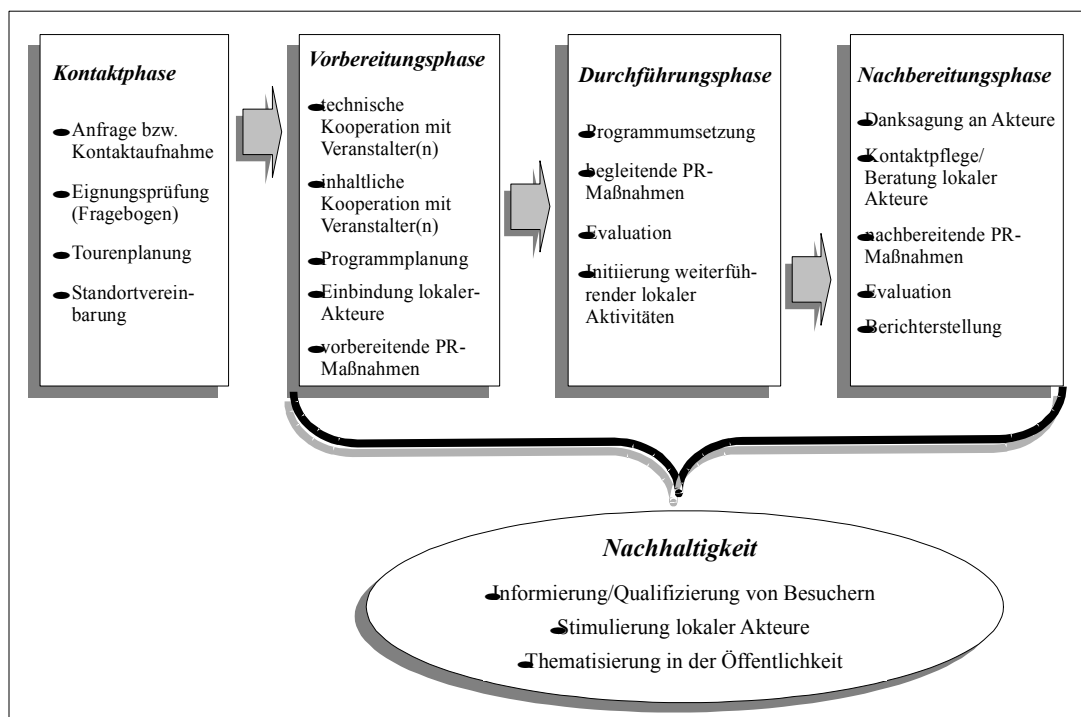 Kontaktphase
Anfrage bzw.
Kontaktaufnahme
Eignungsprüfung
(Fragebogen)
Tourenplanung
Standortverein-
barung
Vorbereitungsphase
technische
Kooperation mit
Veranstalter(n)
inhaltliche
Kooperation mit
Veranstalter(n)
Programmplanung
Einbindung lokaler-
Akteure
vorbereitende PR-
Maßnahmen
Durchführungsphase
Programmumsetzung
begleitende PR-
Maßnahmen
Evaluation
Initiierung weiterfüh-
render lokaler
Aktivitäten
Nachbereitungsphase
Danksagung an Akteure
Kontaktpflege/
Beratung lokaler
Akteure
nachbereitende PR-
Maßnahmen
Evaluation
Berichterstellung
Nachhaltigkeit
Informierung/Qualifizierung von Besuchern
Stimulierung lokaler Akteure
Thematisierung in der Öffentlichkeit